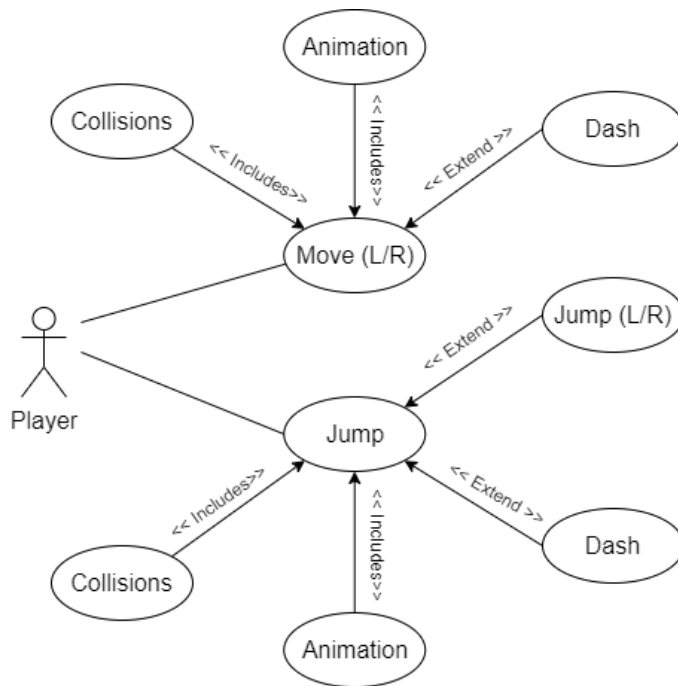 Animation
Collisions
<< Includes>>
<< Includes>>
<< Extend >>
Dash
Move (L/R)
Player
Jump (L/R)
<< Extend >>
Jump
<< Includes>>
<< Includes>>
<< Extend >>
Collisions
Dash
Animation